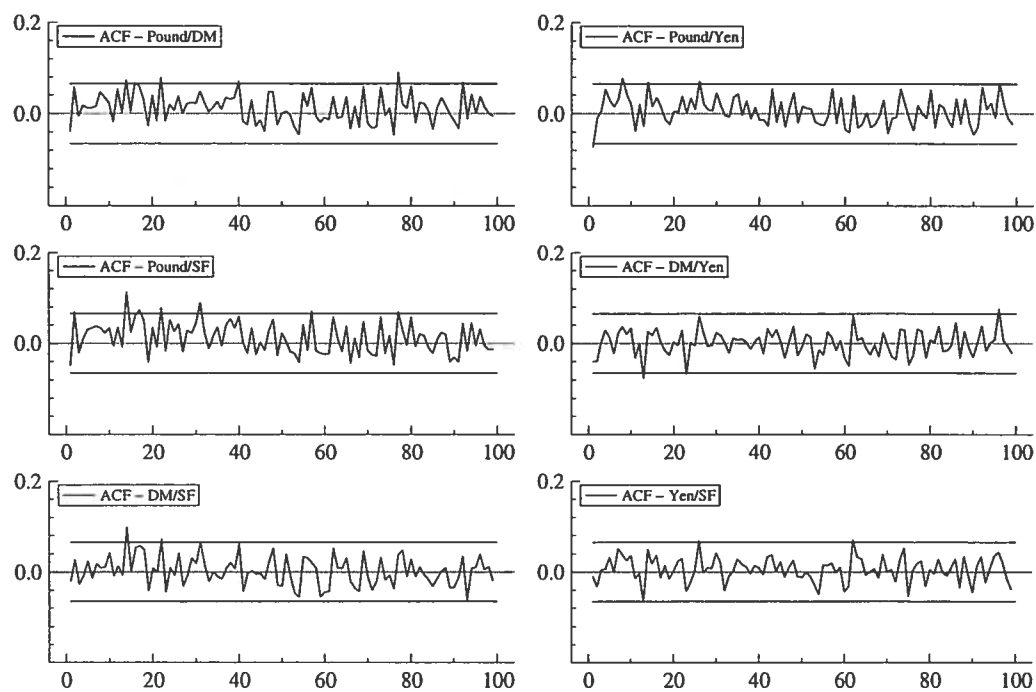 0.2
ACF – Pound/DM
0.0
0 20 40 60 80 100
0.2
ACF – Pound/Yen
0.0
0 20 40 60 80 100
0.2
ACF – Pound/SF
0.0
0 20 40 60 80 100
0.2
ACF – DM/Yen
0.0
0 20 40 60 80 100
0.2
ACF – DM/SF
0.0
0 20 40 60 80 100
0.2
ACF – Yen/SF
0.0
0 20 40 60 80 100